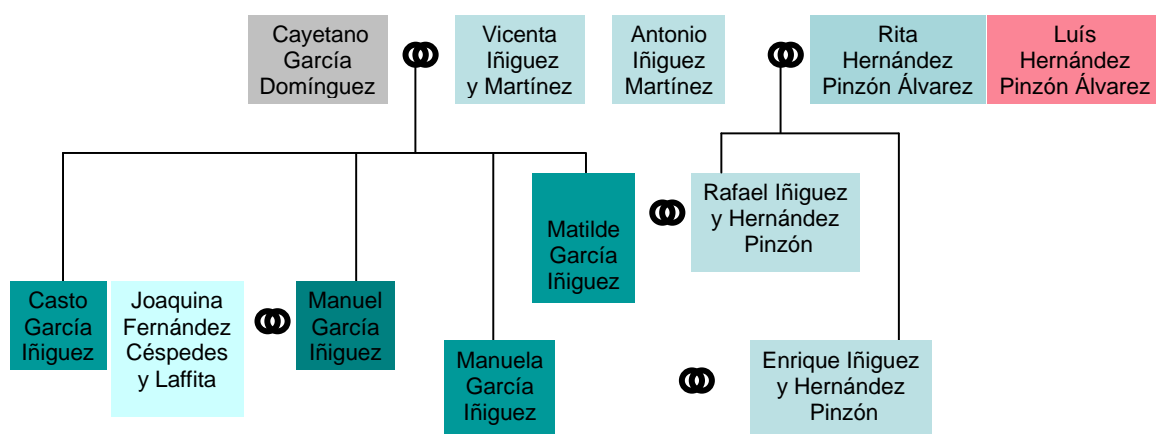 Cayetano
García
Domínguez
Vicenta
Iñiguez
y Martínez
Antonio
Iñiguez
Martínez
Rita
Hernández
Pinzón Álvarez
Luís
Hernández
Pinzón Álvarez
Matilde
García
Iñiguez
Rafael Iñiguez
y Hernández
Pinzón
Casto
García
Iñiguez
Joaquina
Fernández
Céspedes
y Laffita
Manuel
García
Iñiguez
Manuela
García
Iñiguez
Enrique Iñiguez
y Hernández
Pinzón